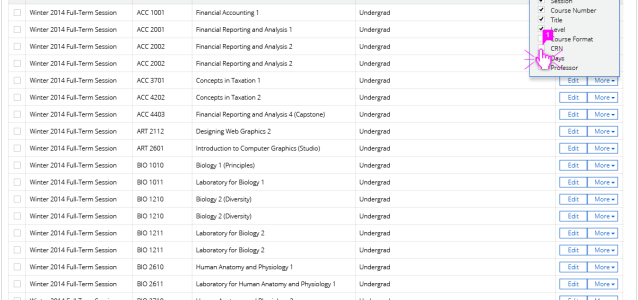 Session
Winter 2014 Full-Term Session ACC 1001 Financial Accounting 1 Undergrad
Course Number
Title
Winter 2014 Full-Term Session ACC 2001 Financial Reporting and Analysis 1 Undergrad
Level
Course Format
Winter 2014 Full-Term Session ACC 2002 Financial Reporting and Analysis 2 Undergrad
CRN
Days
Winter 2014 Full-Term Session ACC 2002 Financial Reporting and Analysis 2 Undergrad
Professor
Winter 2014 Full-Term Session ACC 3701 Concepts in Taxation 1 Undergrad Edit More
Winter 2014 Full-Term Session ACC 4202 Concepts in Taxation 2 Undergrad Edit More
Winter 2014 Full-Term Session ACC 4403 Financial Reporting and Analysis 4 (Capstone) Undergrad Edit More
Winter 2014 Full-Term Session ART 2112 Designing Web Graphics 2 Undergrad Edit More
Winter 2014 Full-Term Session ART 2601 Introduction to Computer Graphics (Studio) Undergrad Edit More
Winter 2014 Full-Term Session BIO 1010 Biology 1 (Principles) Undergrad Edit More
Winter 2014 Full-Term Session BIO 1011 Laboratory for Biology 1 Undergrad Edit More
Winter 2014 Full-Term Session BIO 1210 Biology 2 (Diversity) Undergrad Edit More
Winter 2014 Full-Term Session BIO 1210 Biology 2 (Diversity) Undergrad Edit More
Winter 2014 Full-Term Session BIO 1211 Laboratory for Biology 2 Undergrad Edit More
Winter 2014 Full-Term Session BIO 1211 Laboratory for Biology 2 Undergrad Edit More
Winter 2014 Full-Term Session BIO 2610 Human Anatomy and Physiology 1 Undergrad Edit More
Winter 2014 Full-Term Session BIO 2611 Laboratory for Human Anatomy and Physiology 1 Undergrad Edit More